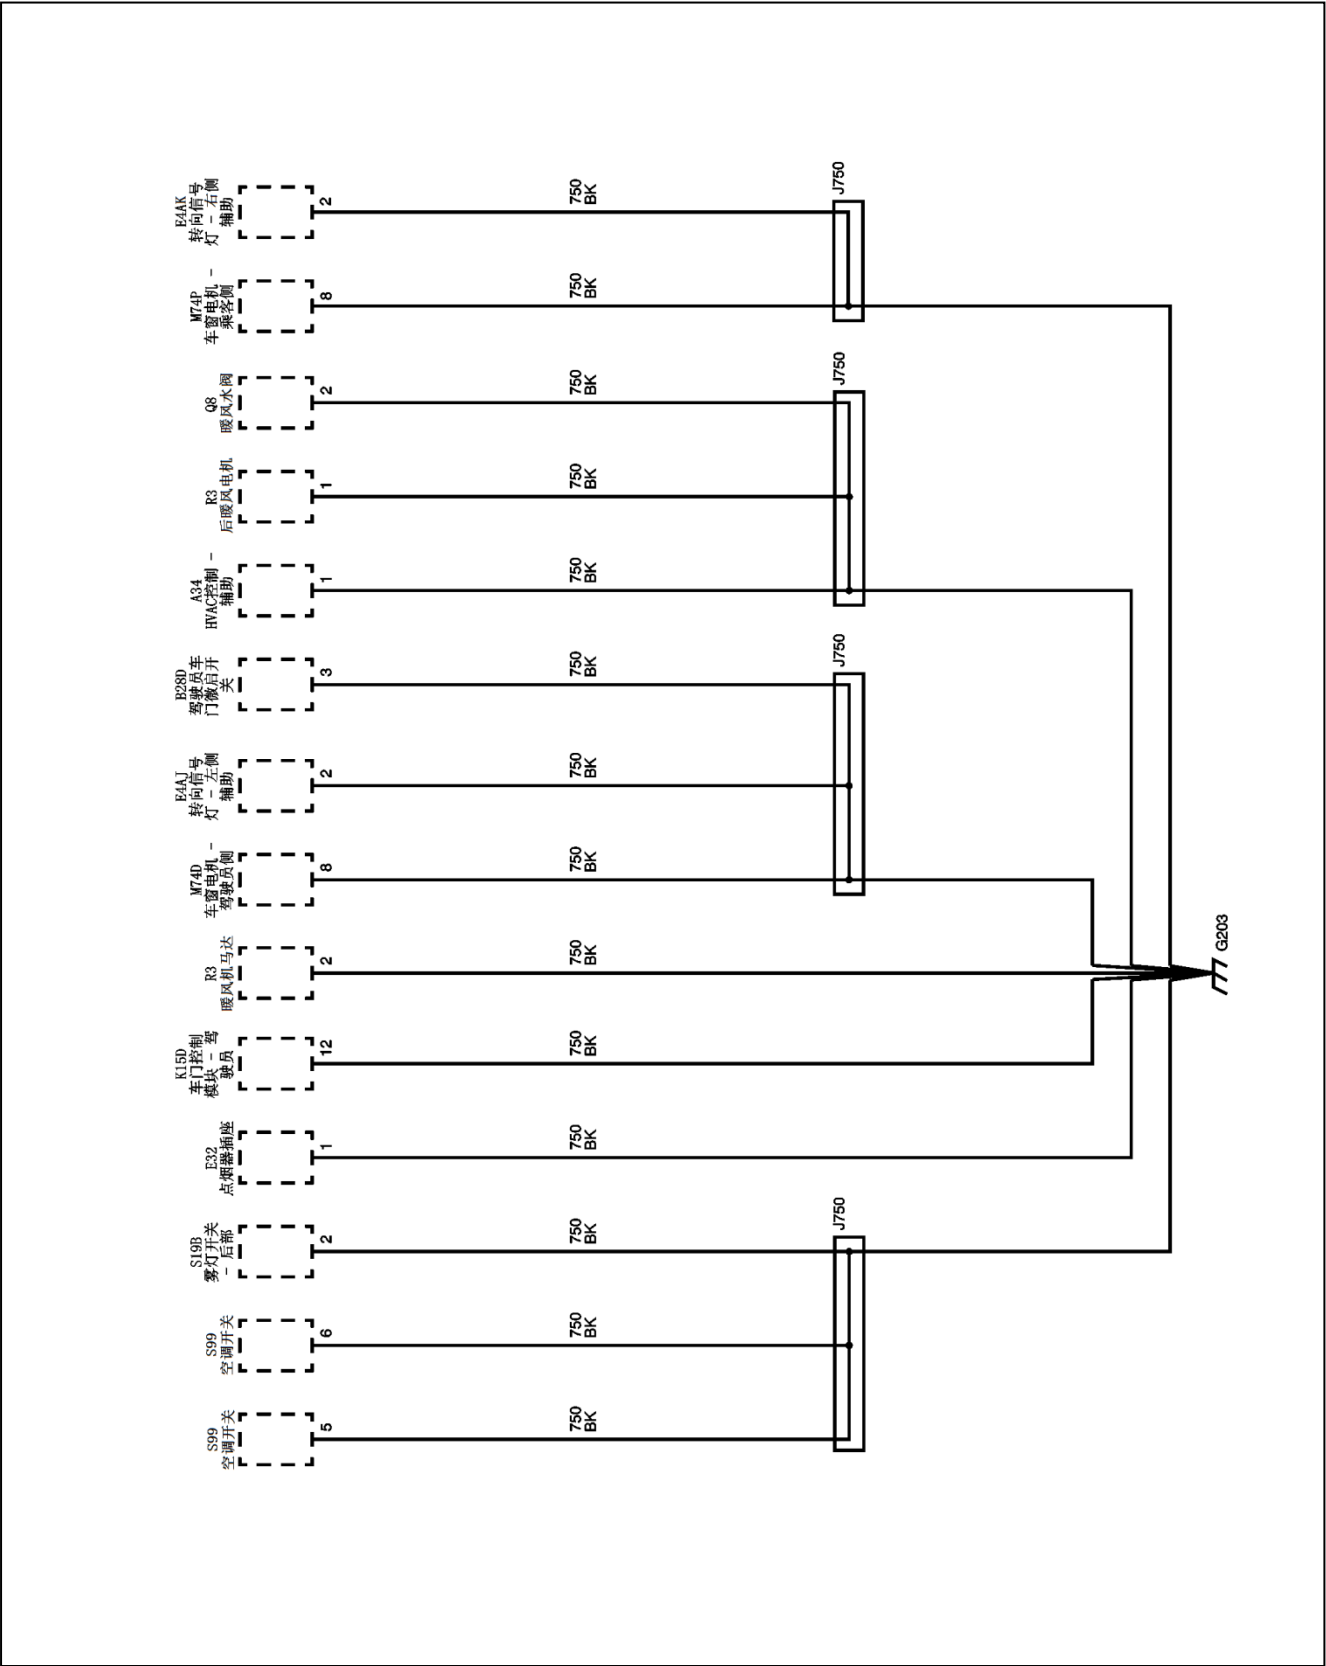 S99
空调开关
S99
空调开关
S19B
雾灯开关
- 后部
E32
点烟器插座
K15D
车门控制
模块 - 驾
驶员
R3
暖风机马达
M74D
车窗电机 -
驾驶员侧
E4AJ
转向信号
灯 - 左侧
辅助
B28D
驾驶员车
门微启开
关
A34
HVAC控制 -
辅助
R3
后暖风电机
Q8
暖风水阀
M74P
车窗电机 -
乘客侧
E4AK
转向信号
灯 - 右侧
辅助
5
6
2
1
12
2
8
2
3
1
1
2
8
2
750
BK
750
BK
750
BK
750
BK
750
BK
750
BK
750
BK
750
BK
750
BK
750
BK
750
BK
750
BK
750
BK
750
BK
J750
J750
J750
J750
G203